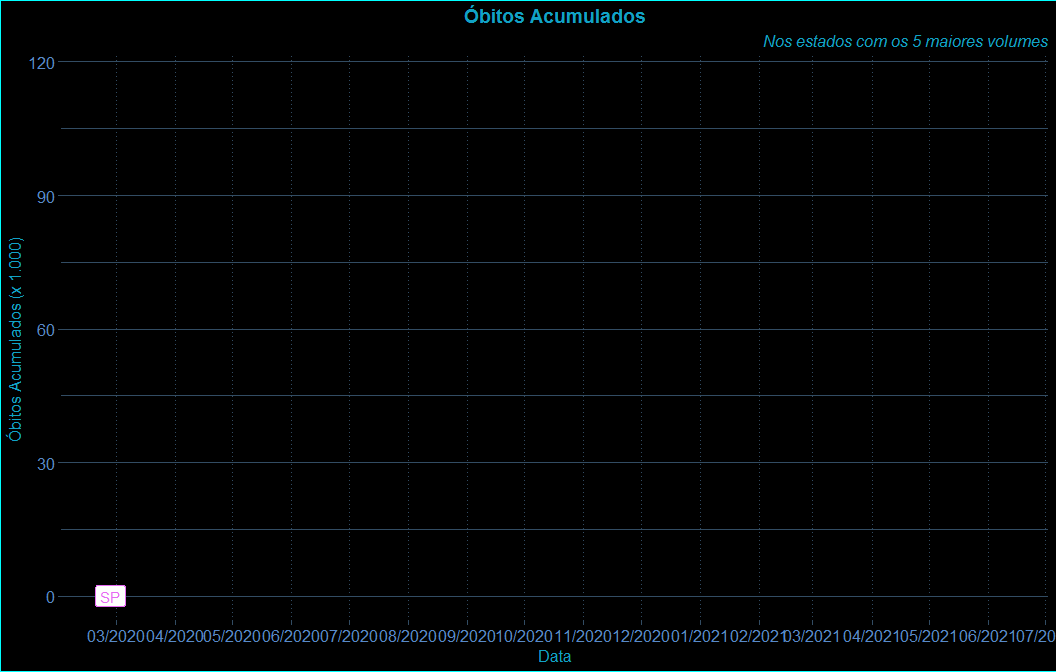 Óbitos Acumulados
Nos estados com os 5 maiores volumes
120
90
60
30
0
Óbitos Acumulados (x 1.000)
SP
03/2020 04/2020 05/2020 06/2020 07/2020 08/2020 09/2020 10/2020 11/2020 12/2020 01/2021 02/2021 03/2021 04/2021 05/2021 06/2021 07/20
Data